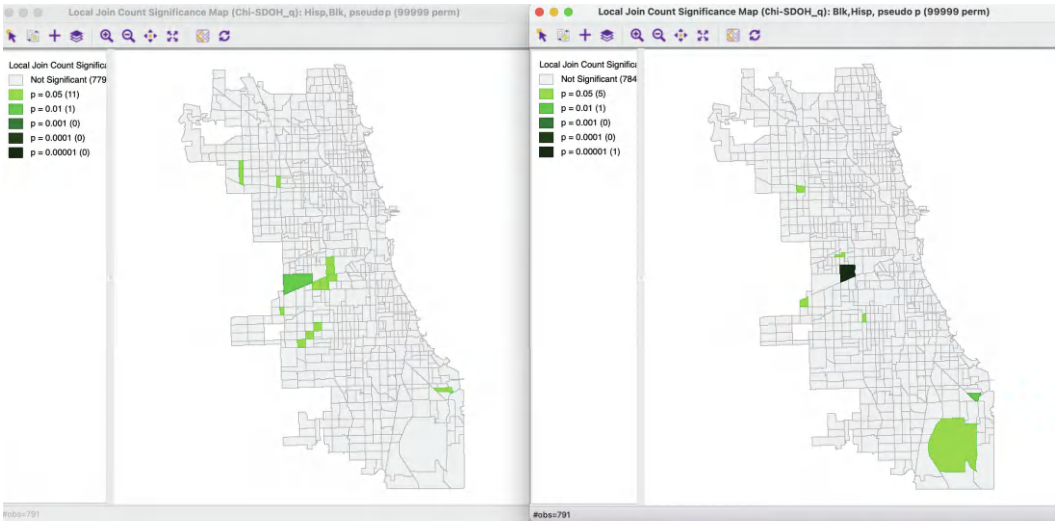 Local Join Count Significance Map (Chi-SDOH_q): Hisp,Blk, pseudo p (99999 perm)
Local Join Count Significa
Not Significant (779
p = 0.05 (11)
p = 0.01 (1)
p = 0.001 (0)
p = 0.0001 (0)
p = 0.00001 (0)
#obs=791
Local Join Count Significance Map (Chi-SDOH_q): Blk,Hisp, pseudo p (99999 perm)
Local Join Count Significa
Not Significant (784
p = 0.05 (5)
p = 0.01 (1)
p = 0.001 (0)
p = 0.0001 (0)
p = 0.00001 (1)
#obs=791